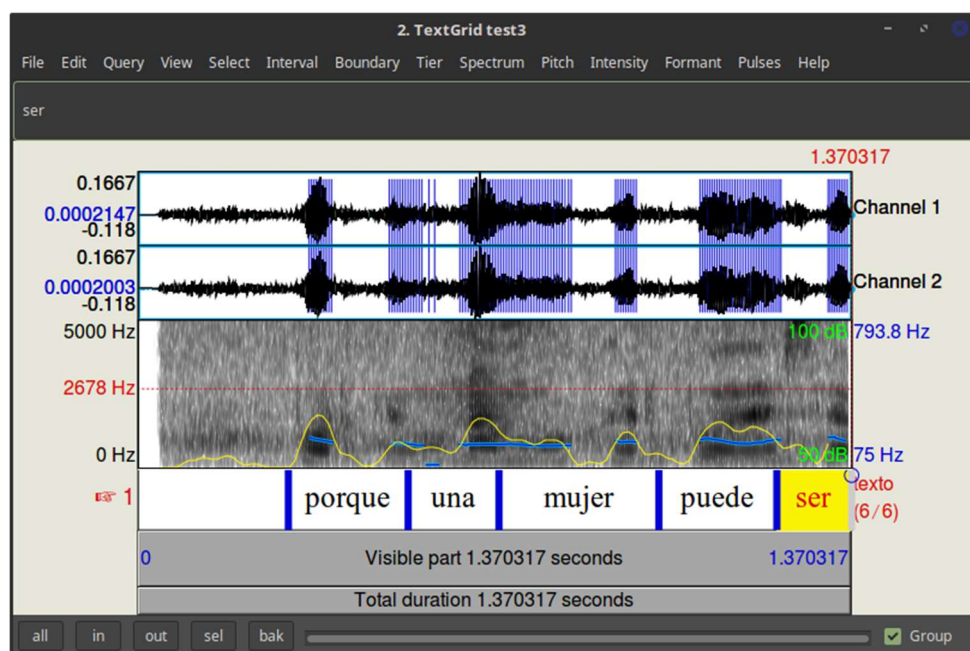 2. TextGrid test3
File Edit Query View Select Interval Boundary Tier Spectrum Pitch Intensity Formant Pulses Help
ser
1.370317
0.1667
0.0002147
-0.118
Channel 1
0.1667
0.0002003
-0.118
Channel 2
5000 Hz
100 dB
793.8 Hz
2678 Hz
0 Hz
50 dB
75 Hz
1
porque una mujer puede ser
texto
(6/6)
0 Visible part 1.370317 seconds 1.370317
Total duration 1.370317 seconds
all in out sel bak Group